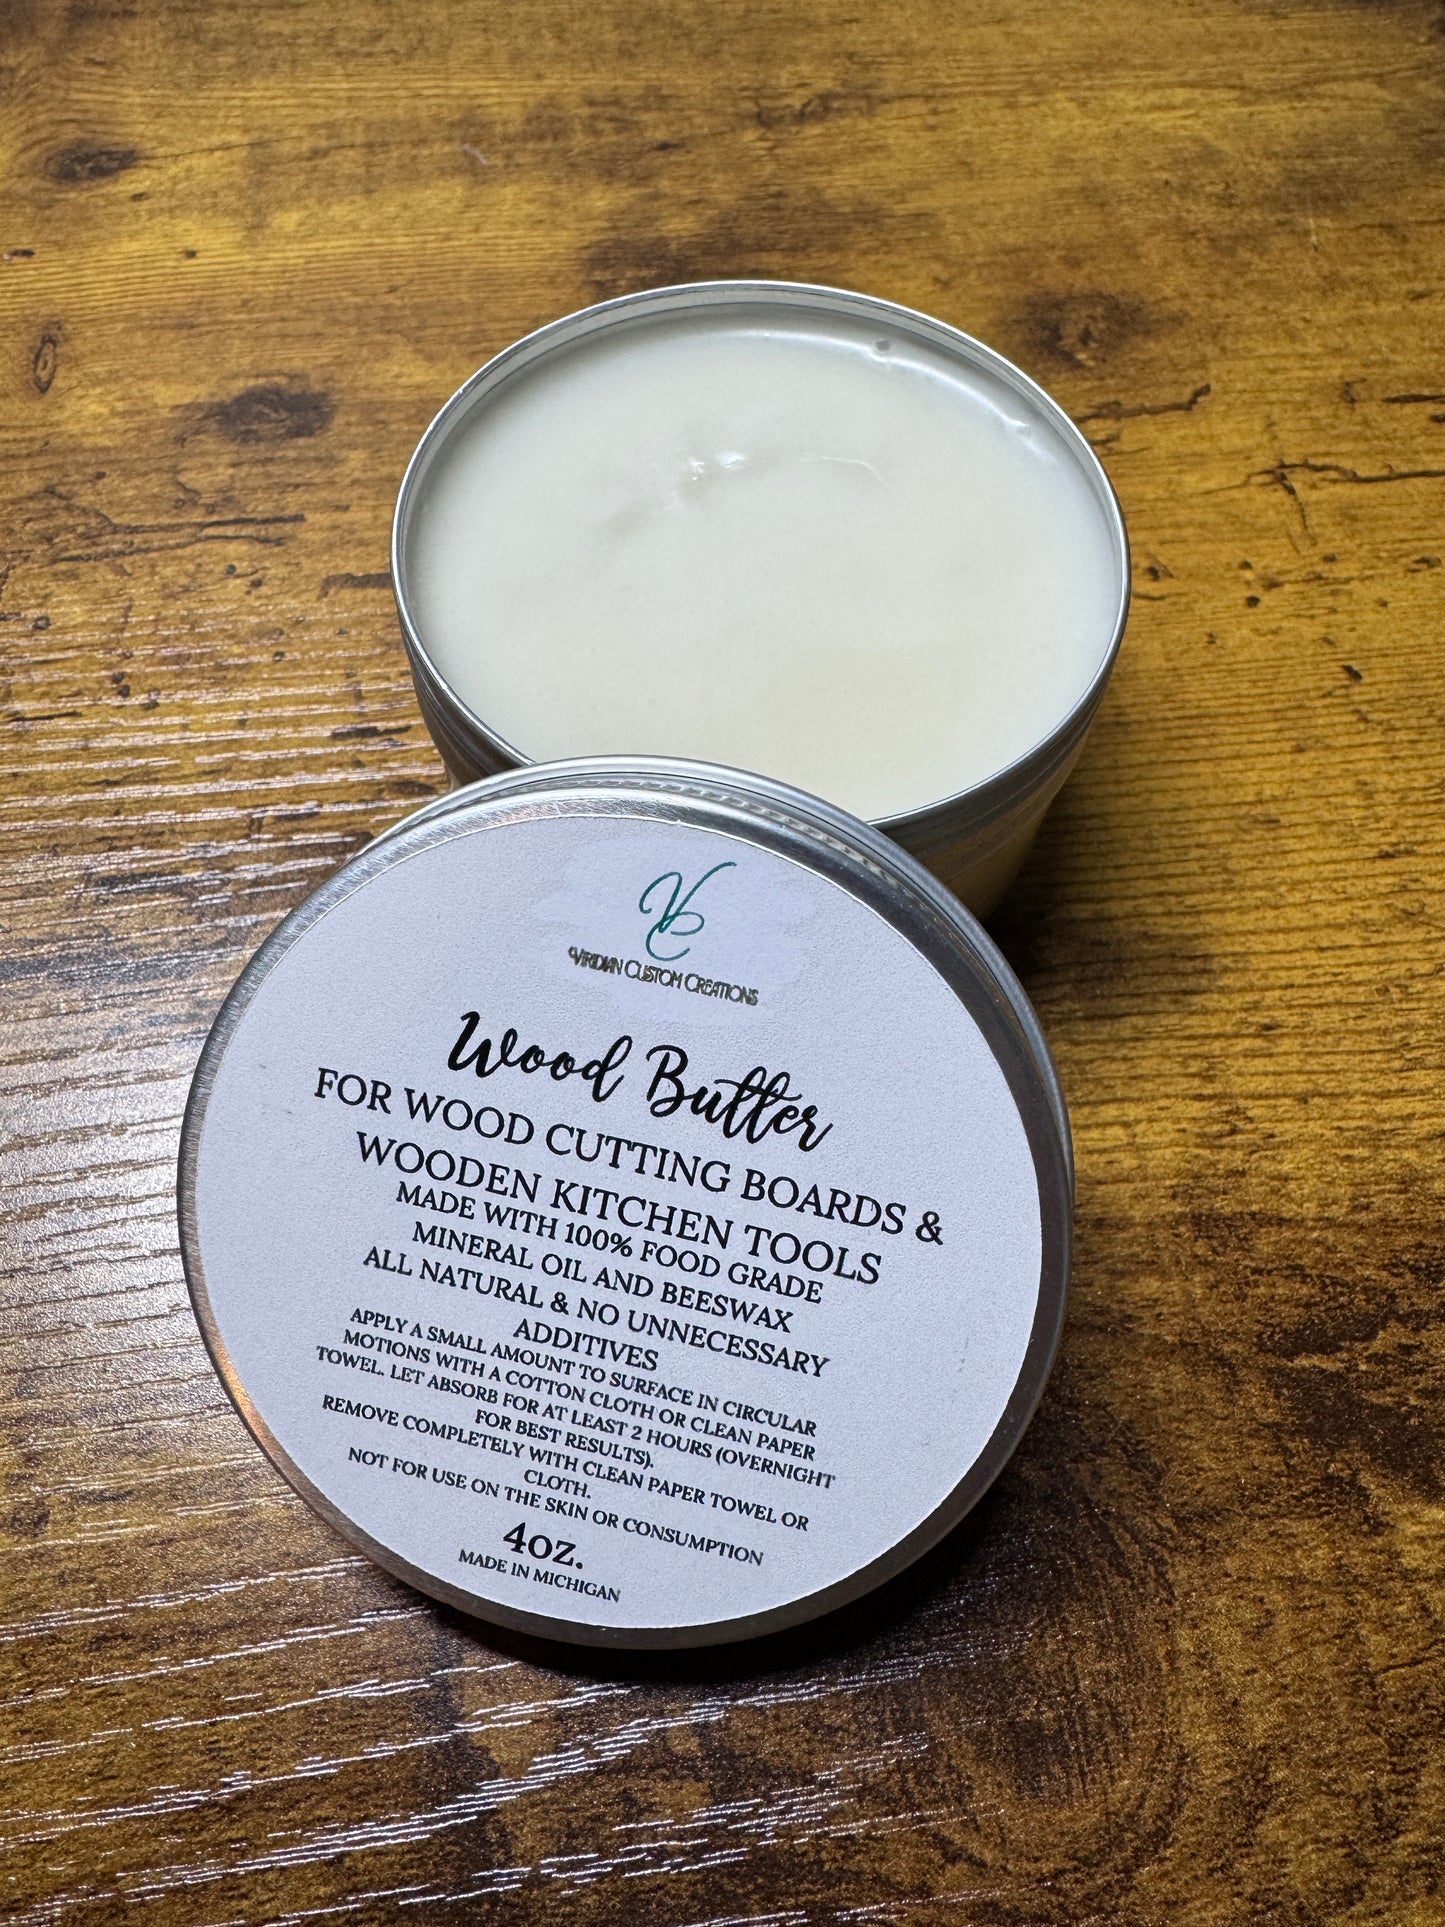 VC
Viridian Custom Creations
Wood Butter
FOR WOOD CUTTING BOARDS &
WOODEN KITCHEN TOOLS
MADE WITH 100% FOOD GRADE
MINERAL OIL AND BEESWAX
ALL NATURAL & NO UNNECESSARY
ADDITIVES
APPLY A SMALL AMOUNT TO SURFACE IN CIRCULAR
MOTIONS WITH A COTTON CLOTH OR CLEAN PAPER
TOWEL. LET ABSORB FOR AT LEAST 2 HOURS (OVERNIGHT
FOR BEST RESULTS).
REMOVE COMPLETELY WITH CLEAN PAPER TOWEL OR
CLOTH.
NOT FOR USE ON THE SKIN OR CONSUMPTION
4oz.
MADE IN MICHIGAN